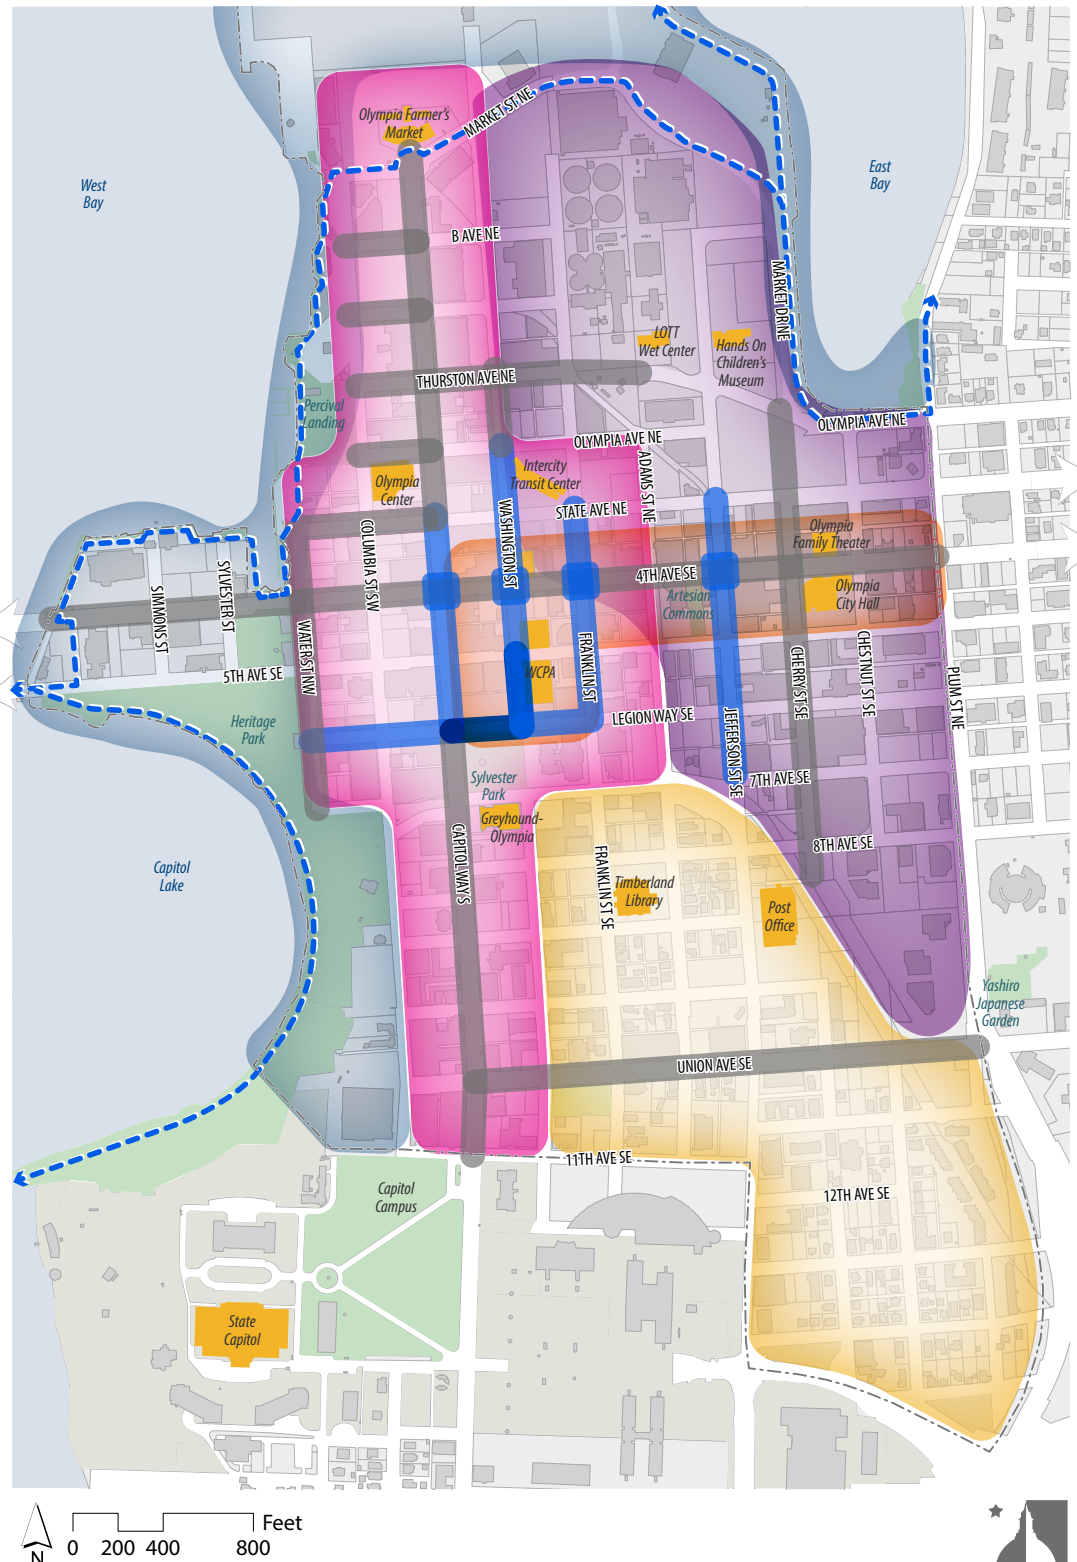 Olympia Farmer's
Market
MARKET ST NE
West
Bay
East
Bay
B AVE NE
MARKET DR NE
LOTT
Wet Center
Hands On
Children's
Museum
THURSTON AVE NE
Percival
Landing
OLYMPIA AVE NE
OLYMPIA AVE NE
Intercity
Transit Center
ADAMS ST NE
Olympia
Center
STATE AVE NE
WASHINGTON ST
COLUMBIA ST SW
Olympia
Family Theater
4TH AVE SE
Artesian
Commons
Olympia
City Hall
SIMMONS ST
SYLVESTER ST
WATER ST NW
5TH AVE SE
WCPA
FRANKLIN ST
CHERRY ST SE
CHESTNUT ST SE
PLUM ST NE
Heritage
Park
LEGION WAY SE
JEFFERSON ST SE
Sylvester
Park
7TH AVE SE
Greyhound-
Olympia
CAPITOL WAY S
8TH AVE SE
Capitol
Lake
FRANKLIN ST SE
Timberland
Library
Post
Office
Yashiro
Japanese
Garden
UNION AVE SE
11TH AVE SE
Capitol
Campus
12TH AVE SE
State
Capitol
Feet
0 200 400 800
N